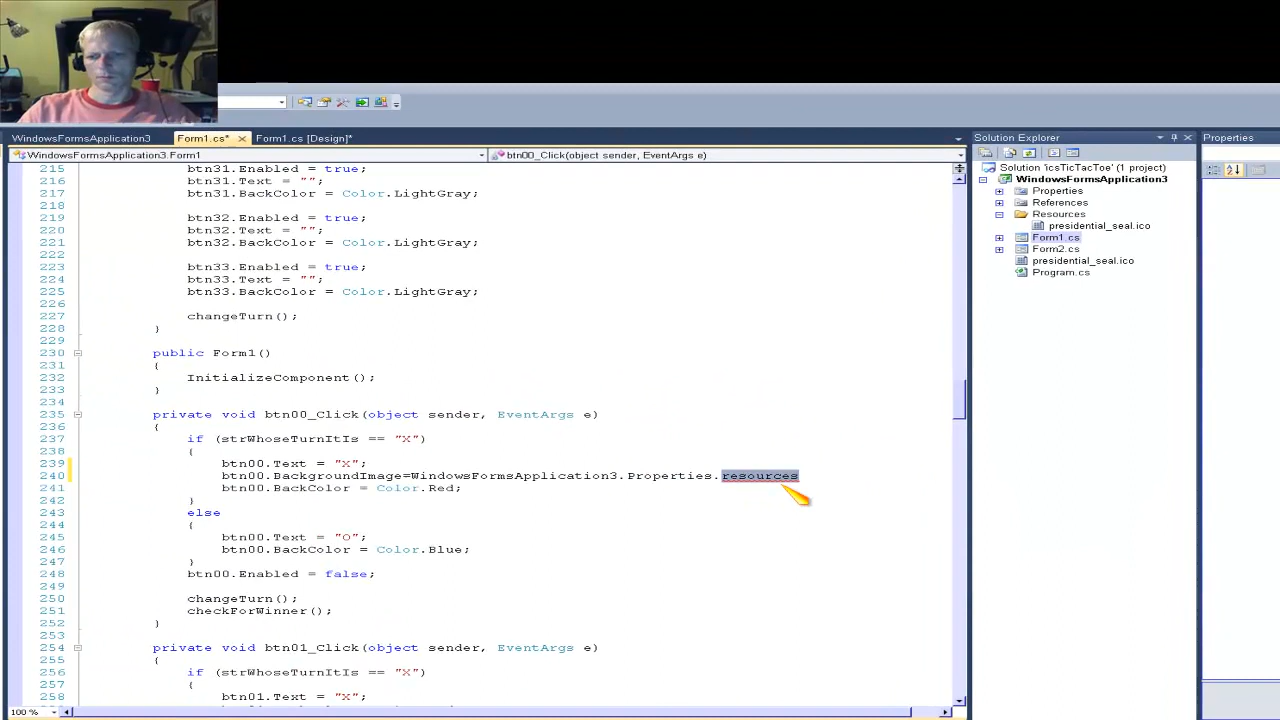 WindowsFormsApplication3 Form1.cs* Form1.cs [Design]*
Solution Explorer
Properties
WindowsFormsApplication3.Form1
btn00_Click(object sender, EventArgs e)
Solution 'icsTicTacToe' (1 project)
WindowsFormsApplication3
Properties
References
Resources
presidential_seal.ico
Form1.cs
Form2.cs
presidential_seal.ico
Program.cs
215 btn31.Enabled = true;
216 btn31.Text = "";
217 btn31.BackColor = Color.LightGray;
218
219 btn32.Enabled = true;
220 btn32.Text = "";
221 btn32.BackColor = Color.LightGray;
222
223 btn33.Enabled = true;
224 btn33.Text = "";
225 btn33.BackColor = Color.LightGray;
226
227 changeTurn();
228 }
229
230 public Form1()
231 {
232 InitializeComponent();
233 }
234
235 private void btn00_Click(object sender, EventArgs e)
236 {
237 if (strWhoseTurnItIs == "X")
238 {
239 btn00.Text = "X";
240 btn00.BackgroundImage=WindowsFormsApplication3.Properties.resources
241 btn00.BackColor = Color.Red;
242 }
243 else
244 {
245 btn00.Text = "O";
246 btn00.BackColor = Color.Blue;
247 }
248 btn00.Enabled = false;
249
250 changeTurn();
251 checkForWinner();
252 }
253
254 private void btn01_Click(object sender, EventArgs e)
255 {
256 if (strWhoseTurnItIs == "X")
257 {
258 btn01.Text = "X";
100 %